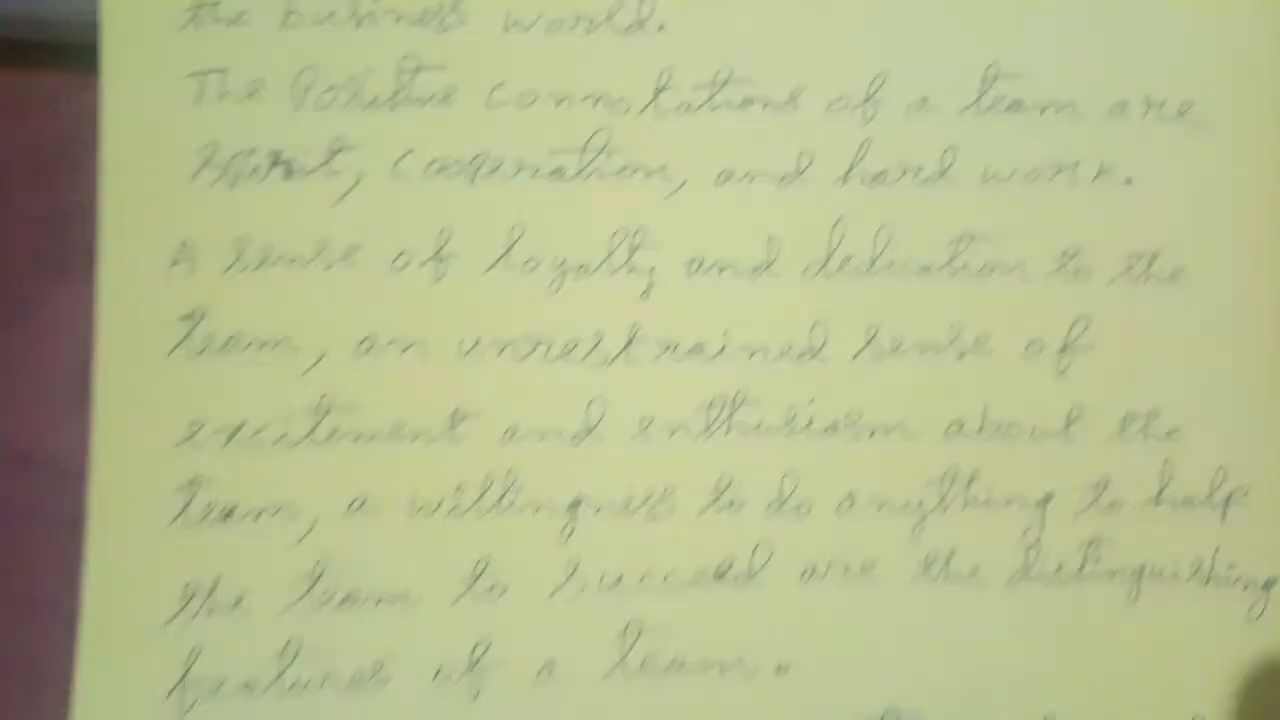 the business world.
The Positive connotations of a team are
spirit, cooperation, and hard work.
A sense of loyalty and dedication to the
team, an unrestrained sense of
excitement and enthusiasm about the
team, a willingness to do anything to help
the team to succeed are the distinguishing
features of a team.